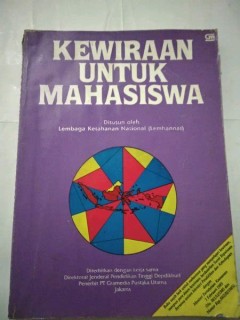 KEWIRAAN
UNTUK
MAHASISWA
Disusun oleh
Lembaga Ketahanan Nasional (Lemhannas)
Diterbitkan dengan kerja sama
Direktorat Jenderal Pendidikan Tinggi Depdikbud
Penerbit PT Gramedia Pustaka Utama
Jakarta